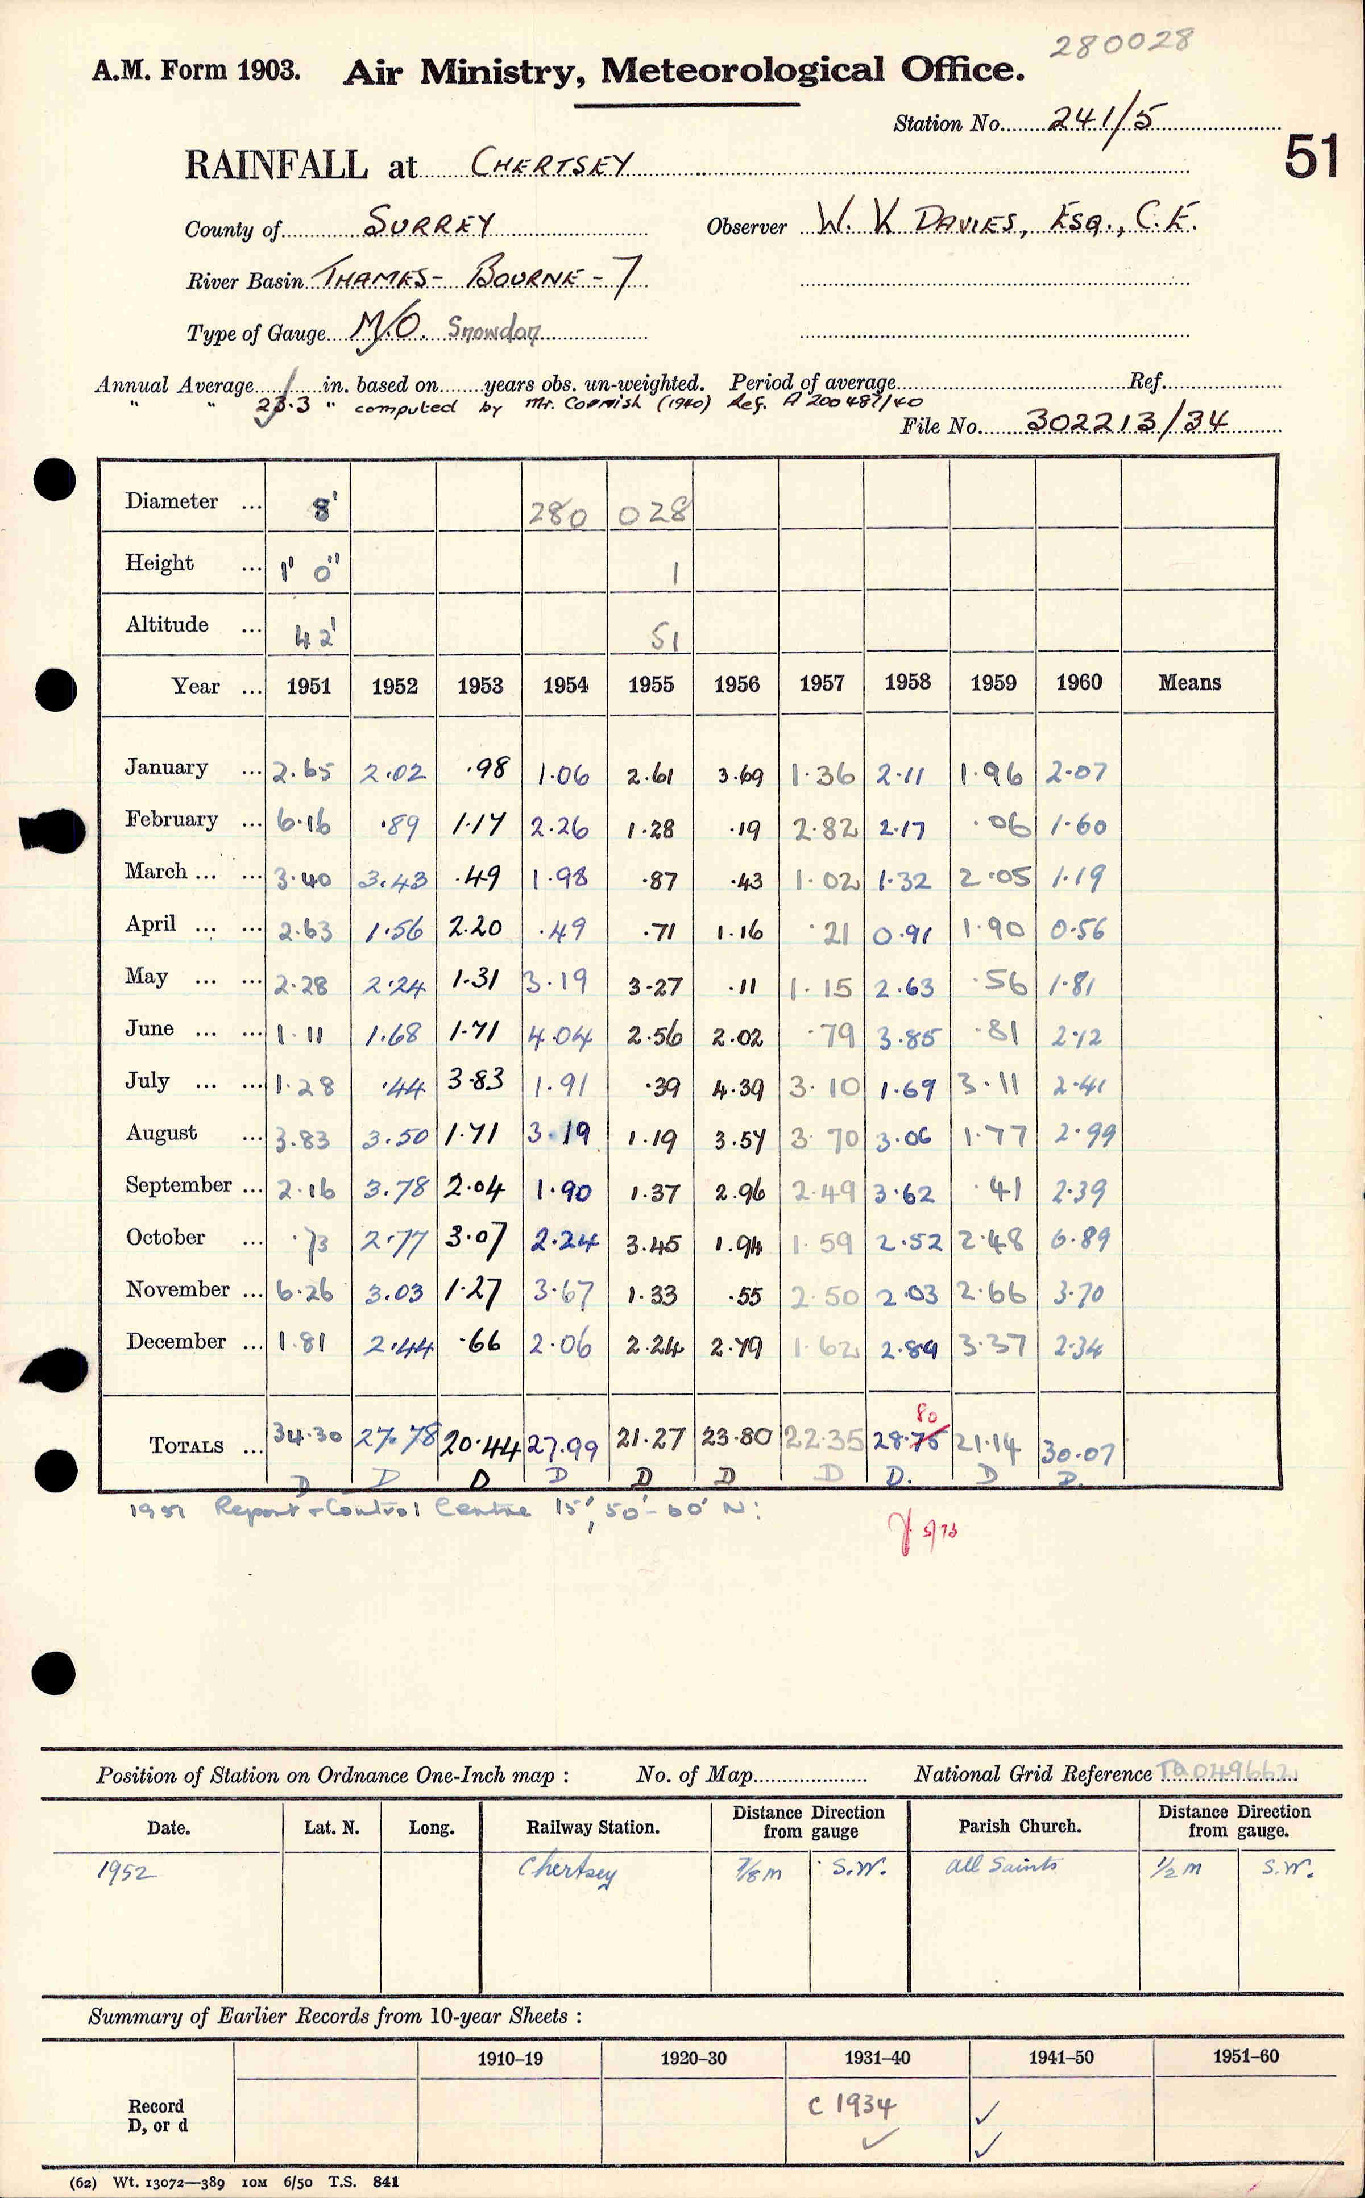 280028
A.M. Form 1903. Air Ministry, Meteorological Office.
Station No. 241/5
51
RAINFALL at CHERTSEY
County of SURREY Observer W. K DAVIES, ESQ., C.E.
River Basin THAMES - BOURNE - 7
Type of Gauge M/O. Snowdon
Annual Average / in. based on years obs. un-weighted. Period of average Ref.
" " 23.3 " computed by Mr. Cornish (1940) Ref. A 200487/40
File No. 302213/34
Diameter ... 8" 280 028
Height ... 1' 0" 1
Altitude ... 42' 51
Year ... 1951 1952 1953 1954 1955 1956 1957 1958 1959 1960 Means
January ... 2.65 2.02 .98 1.06 2.61 3.69 1.36 2.11 1.96 2.07
February ... 6.16 .89 1.17 2.26 1.28 .19 2.82 2.17 .06 1.60
March ... ... 3.40 3.43 .49 1.98 .87 .43 1.02 1.32 2.05 1.19
April ... ... 2.63 1.56 2.20 .49 .71 1.16 .21 0.91 1.90 0.56
May ... ... 2.28 2.24 1.31 3.19 3.27 .11 1.15 2.63 .56 1.81
June ... ... 1.11 1.68 1.71 4.04 2.56 2.02 .79 3.85 .81 2.12
July ... ... 1.28 .44 3.83 1.91 .39 4.39 3.10 1.69 3.11 2.41
August ... 3.83 3.50 1.71 3.19 1.19 3.57 3.70 3.06 1.77 2.99
September ... 2.16 3.78 2.04 1.90 1.37 2.96 2.49 3.62 .41 2.39
October ... .73 2.77 3.07 2.24 3.45 1.94 1.59 2.52 2.48 6.89
November ... 6.26 3.03 1.27 3.67 1.33 .55 2.50 2.03 2.66 3.70
December ... 1.81 2.44 .66 2.06 2.24 2.79 1.62 2.89 3.37 2.34
80
TOTALS ... 34.30 27.78 20.44 27.99 21.27 23.80 22.35 28.75 21.14 30.07
D D D D D D D D. D D.
1951 Report + Control Centre 15', 50'-60' N:
5/73
Position of Station on Ordnance One-Inch map : No. of Map National Grid Reference TQ 049662
Date. Lat. N. Long. Railway Station. Distance Direction from gauge Parish Church. Distance Direction from gauge.
1952 Chertsey 7/8 m S.W. All Saints 1/2 m S.W.
Summary of Earlier Records from 10-year Sheets :
1910–19 1920–30 1931–40 1941–50 1951–60
Record
D, or d
C 1934 ✓
✓ ✓
(62) Wt. 13072—389 10M 6/50 T.S. 841